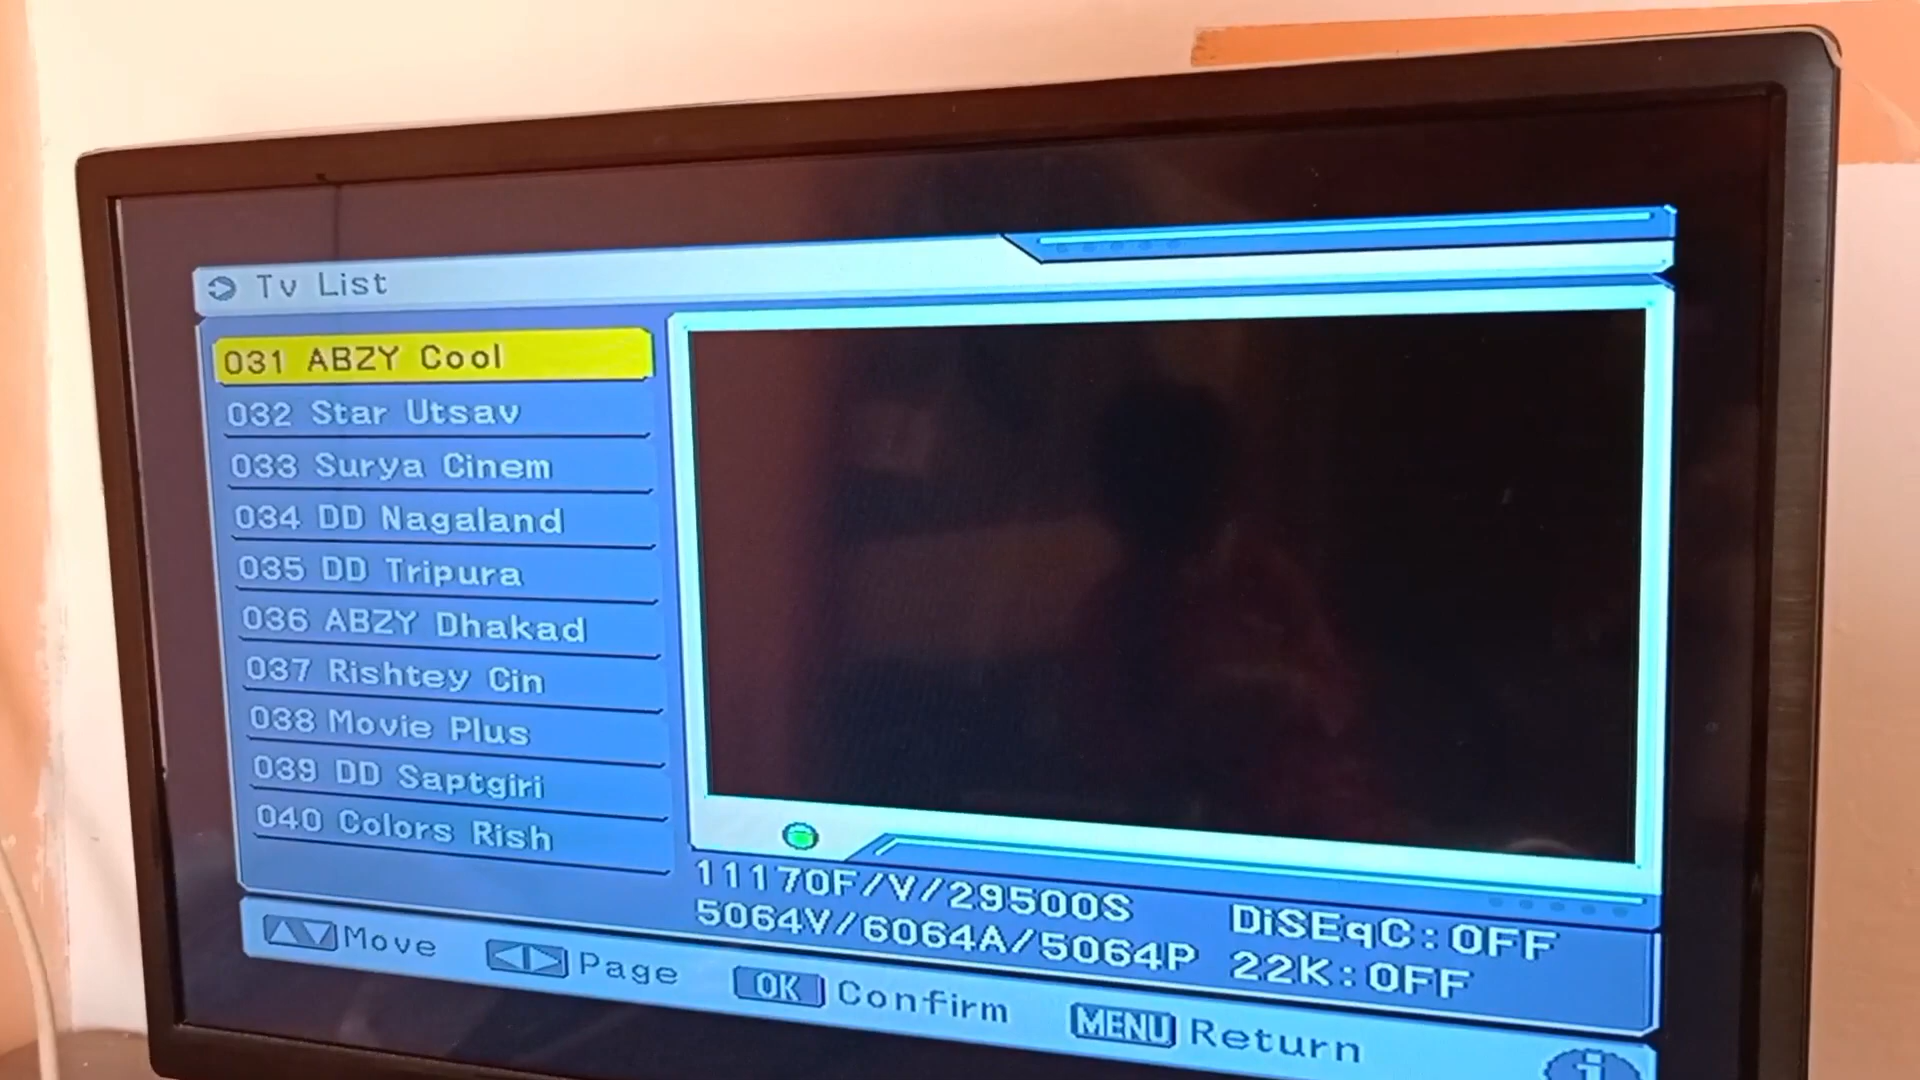 Tv List
031 ABZY Cool
032 Star Utsav
033 Surya Cinem
034 DD Nagaland
035 DD Tripura
036 ABZY Dhakad
037 Rishtey Cin
038 Movie Plus
039 DD Saptgiri
040 Colors Rish
11170F/V/29500S
5064V/6064A/5064P
DiSEqC:OFF
22K:OFF
Move
Page
OK Confirm
MENU Return
i